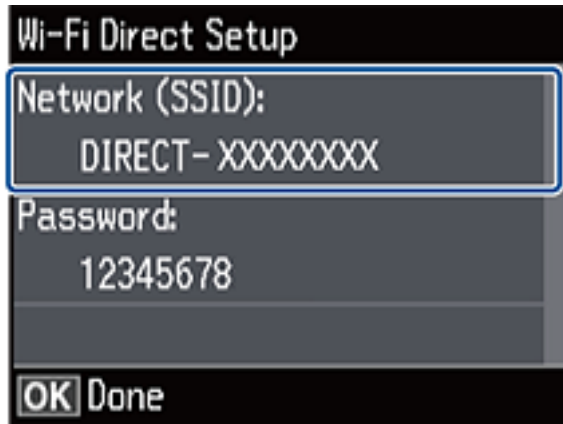 Wi-Fi Direct Setup
Network (SSID):
DIRECT-XXXXXXXX
Password:
12345678
OK Done